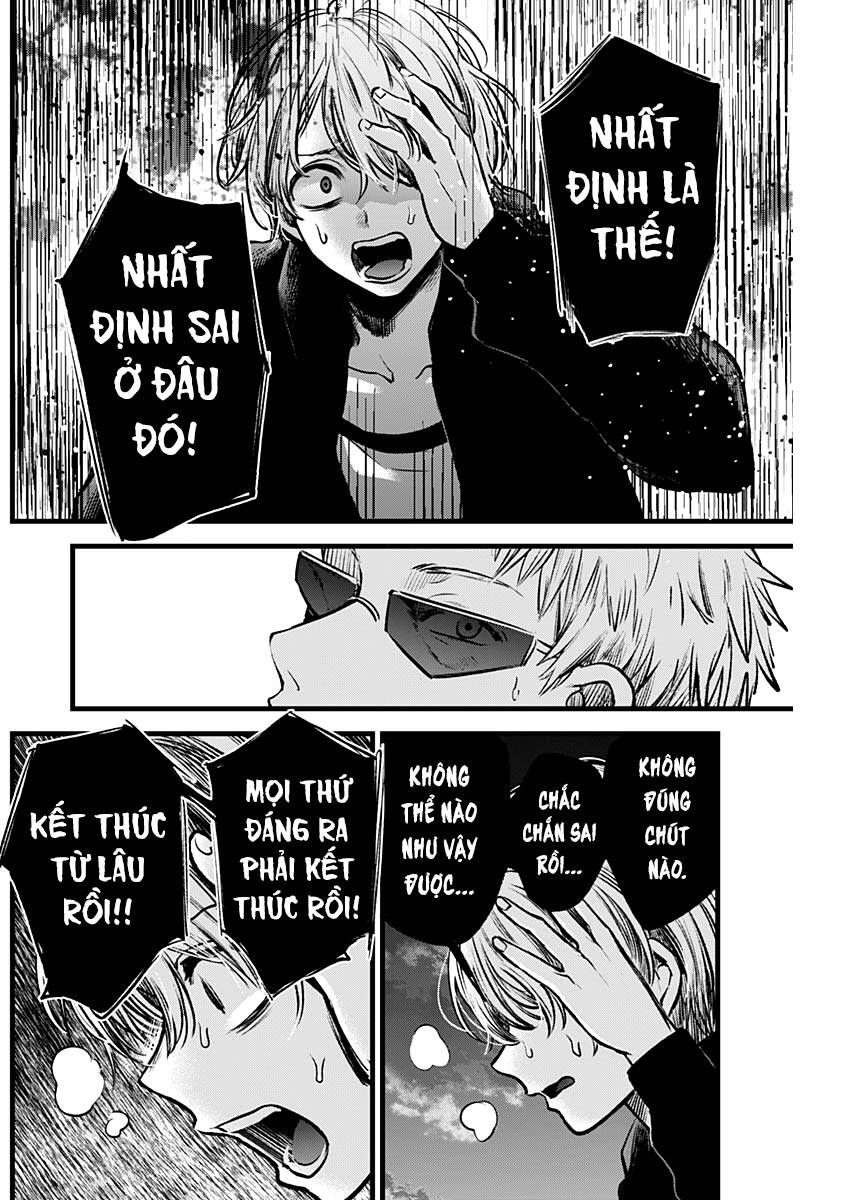 NHẤT
ĐỊNH LÀ
THẾ!
NHẤT
ĐỊNH SAI
Ở ĐÂU
ĐÓ!
KHÔNG
ĐÚNG
CHÚT
NÀO.
CHẮC
CHẮN SAI
RỒI...
KHÔNG
THỂ NÀO
NHƯ VẬY
ĐƯỢC...
MỌI THỨ
ĐÁNG RA
PHẢI KẾT
THÚC RỒI!
KẾT THÚC
TỪ LÂU
RỒI!!